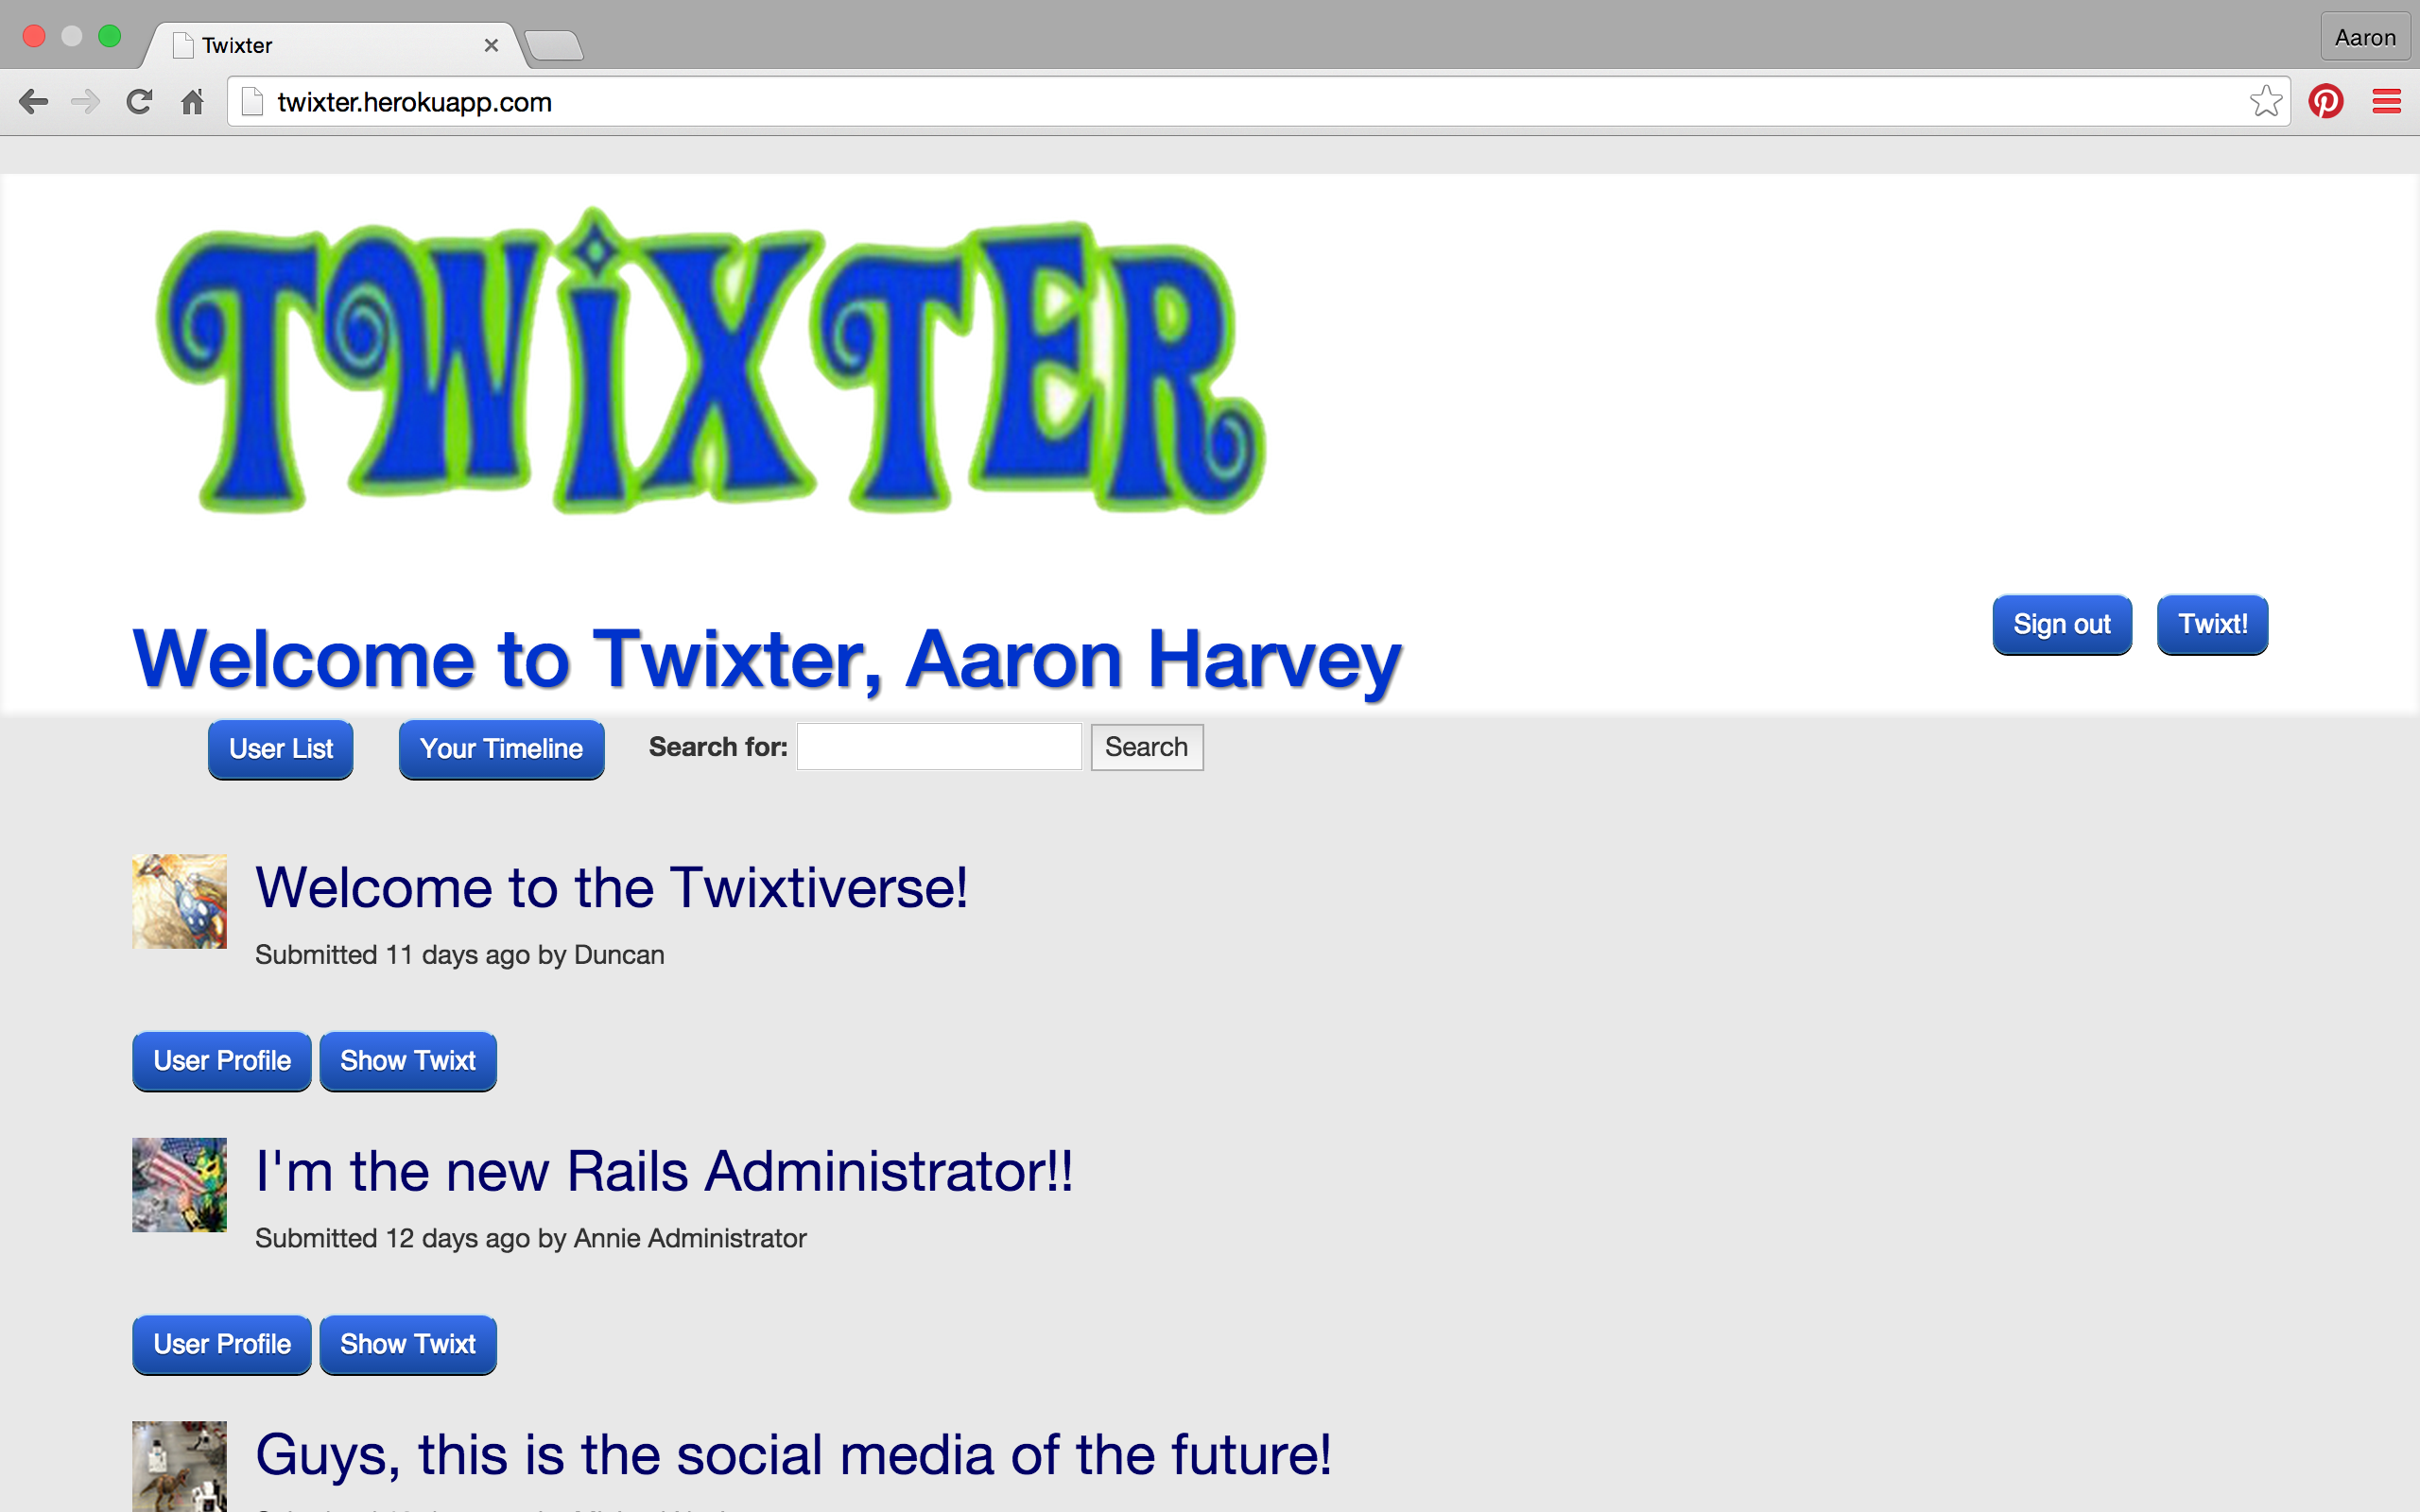 Twixter
Aaron
twixter.herokuapp.com
TWiXTER
Sign out Twixt!
Welcome to Twixter, Aaron Harvey
User List Your Timeline Search for: Search
Welcome to the Twixtiverse!
Submitted 11 days ago by Duncan
User Profile Show Twixt
I'm the new Rails Administrator!!
Submitted 12 days ago by Annie Administrator
User Profile Show Twixt
Guys, this is the social media of the future!